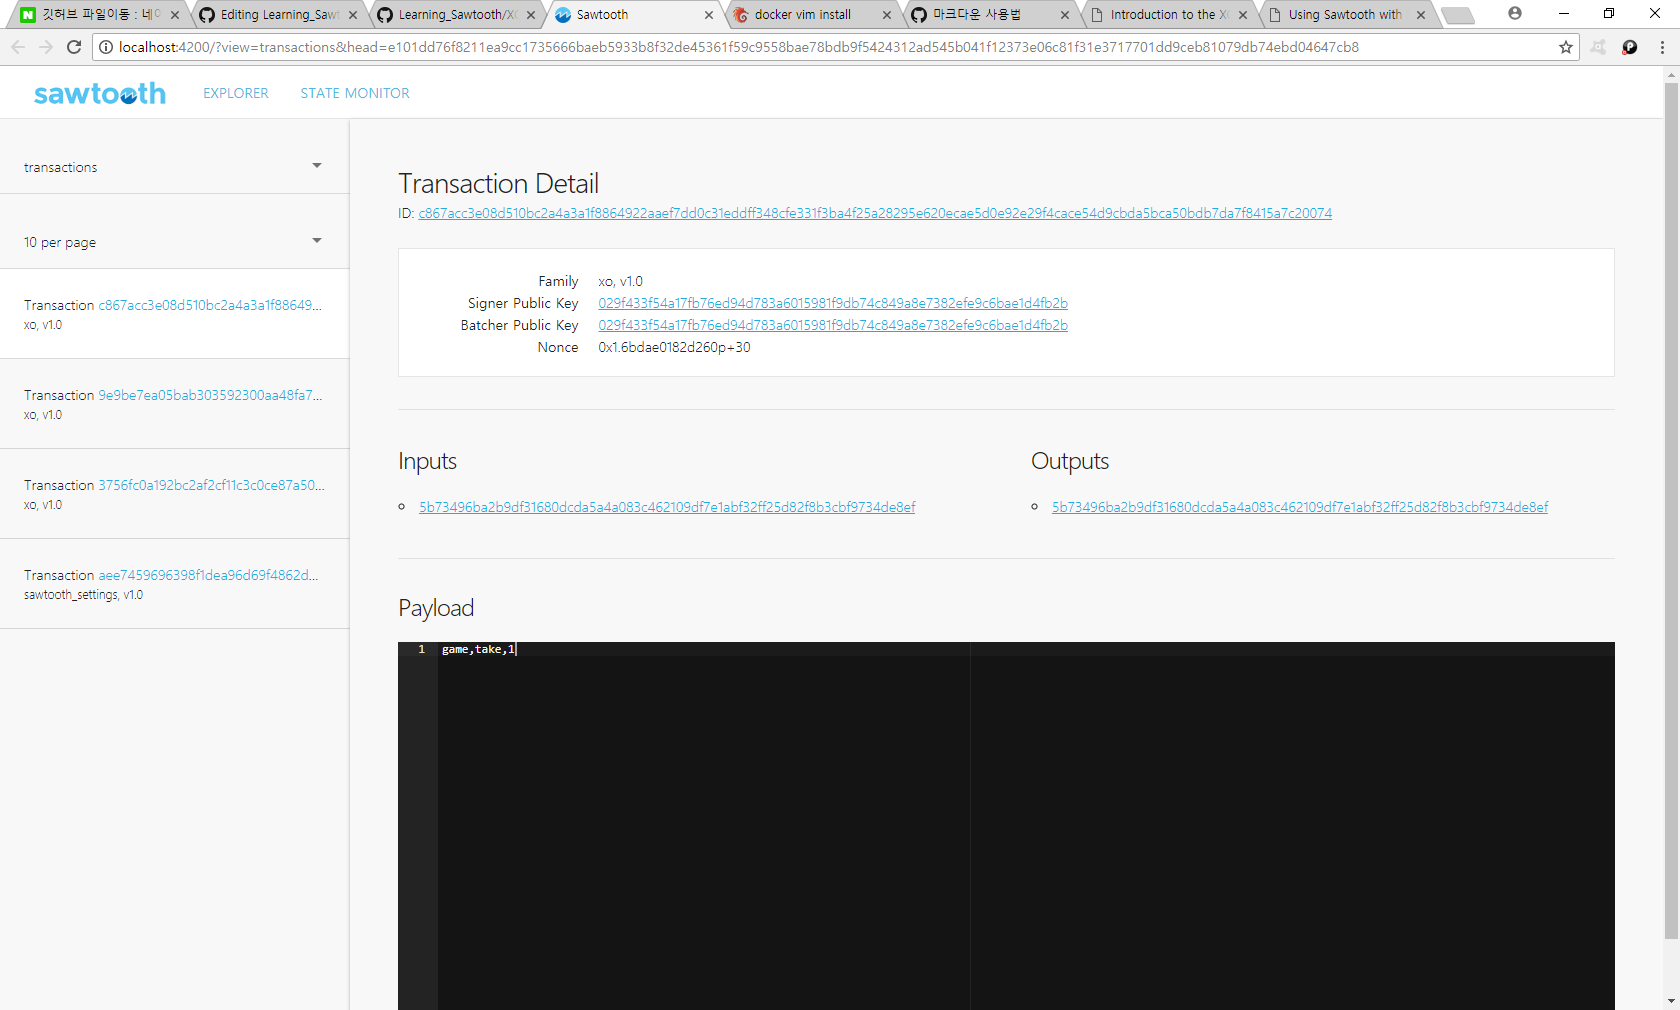 깃허브 파일이동 : 네이
Editing Learning_Sawt
Learning_Sawtooth/XO
Sawtooth
docker vim install
마크다운 사용법
Introduction to the XO
Using Sawtooth with
localhost:4200/?view=transactions&head=e101dd76f8211ea9cc1735666baeb5933b8f32de45361f59c9558bae78bdb9f5424312ad545b041f12373e06c81f31e3717701dd9ceb81079db74ebd04647cb8
sawtooth
EXPLORER
STATE MONITOR
transactions
10 per page
Transaction c867acc3e08d510bc2a4a3a1f88649...
xo, v1.0
Transaction 9e9be7ea05bab303592300aa48fa7...
xo, v1.0
Transaction 3756fc0a192bc2af2cf11c3c0ce87a50...
xo, v1.0
Transaction aee7459696398f1dea96d69f4862d...
sawtooth_settings, v1.0
Transaction Detail
ID: c867acc3e08d510bc2a4a3a1f8864922aaef7dd0c31eddff348cfe331f3ba4f25a28295e620ecae5d0e92e29f4cace54d9cbda5bca50bdb7da7f8415a7c20074
Family xo, v1.0
Signer Public Key 029f433f54a17fb76ed94d783a6015981f9db74c849a8e7382efe9c6bae1d4fb2b
Batcher Public Key 029f433f54a17fb76ed94d783a6015981f9db74c849a8e7382efe9c6bae1d4fb2b
Nonce 0x1.6bdae0182d260p+30
Inputs
5b73496ba2b9df31680dcda5a4a083c462109df7e1abf32ff25d82f8b3cbf9734de8ef
Outputs
5b73496ba2b9df31680dcda5a4a083c462109df7e1abf32ff25d82f8b3cbf9734de8ef
Payload
1 game,take,1